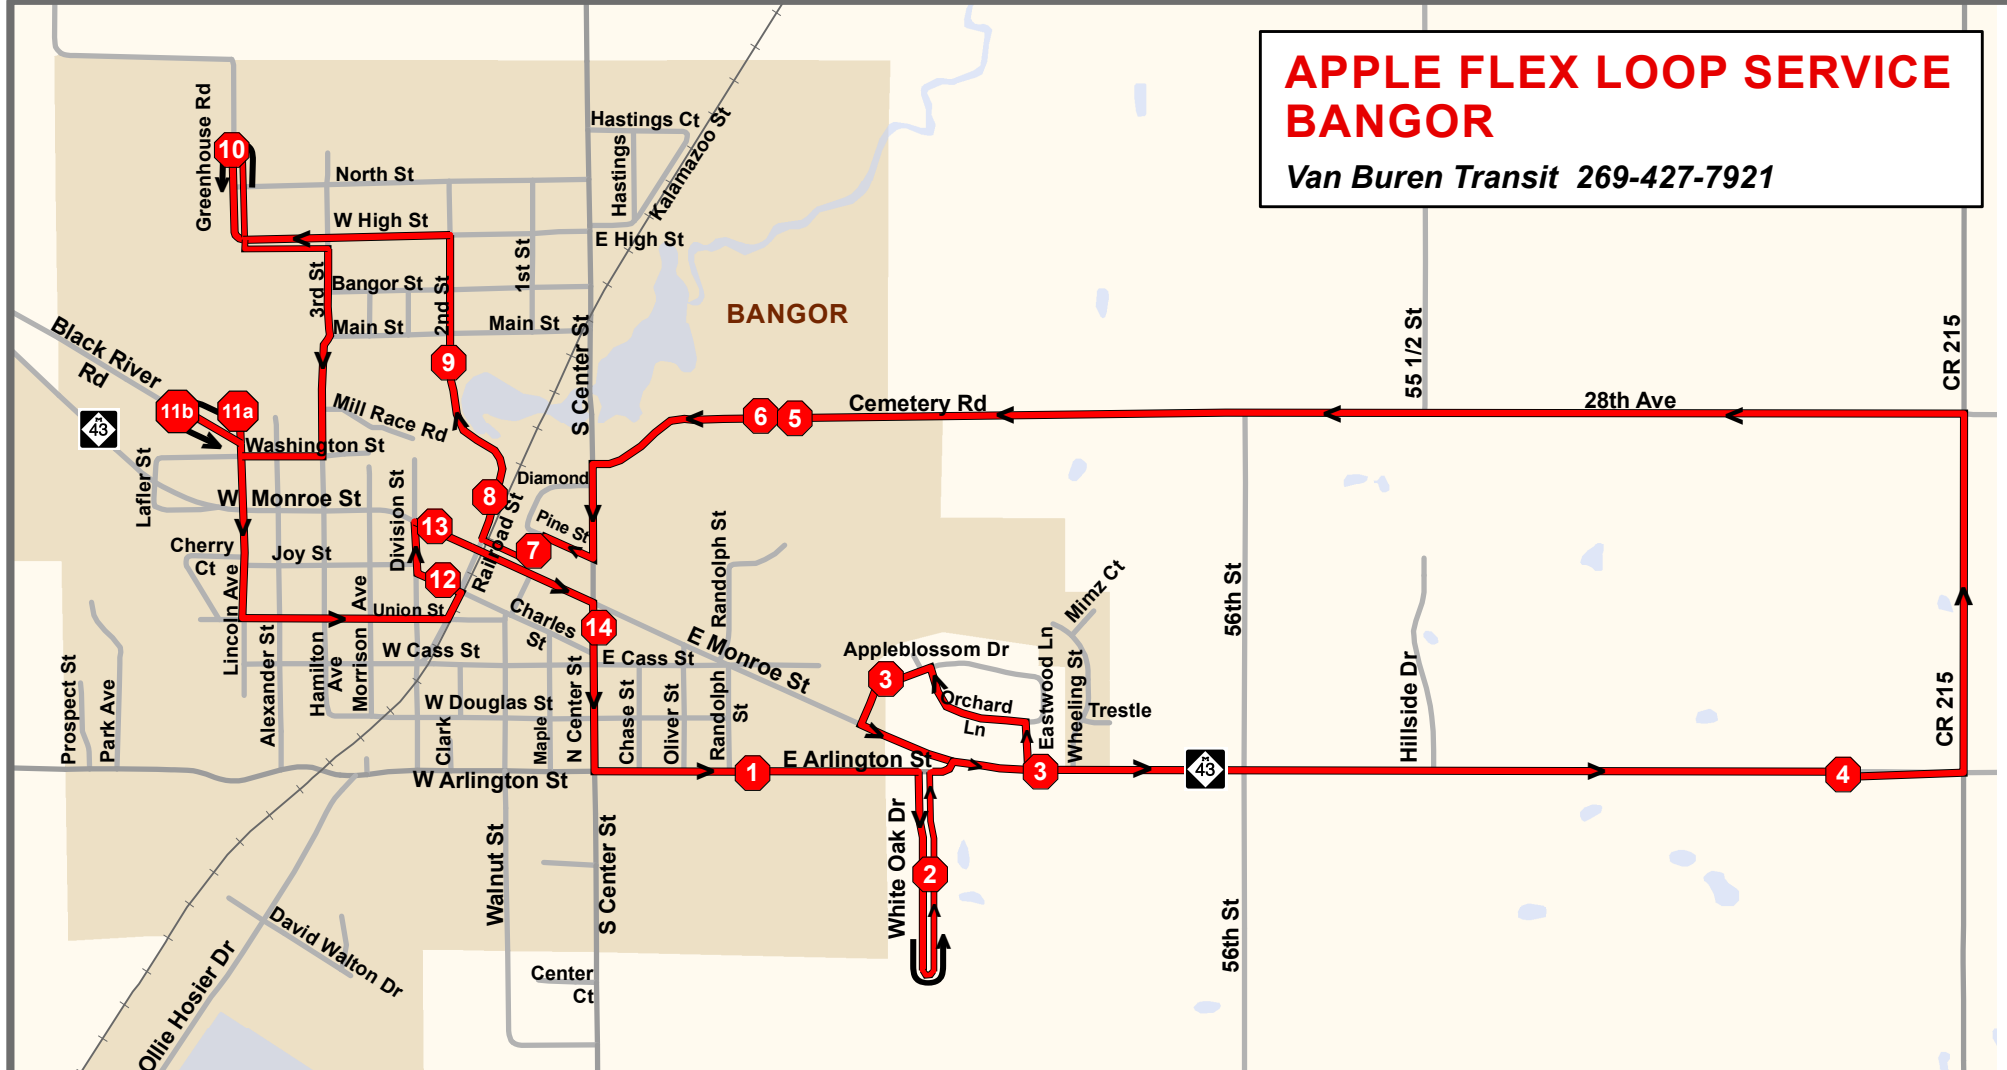 APPLE FLEX LOOP SERVICE
BANGOR
Van Buren Transit 269-427-7921
Greenhouse Rd
10
North St
Hastings Ct
Hastings
Kalamazoo St
W High St
E High St
3rd St
Bangor St
2nd St
1st St
Main St
Main St
S Center St
BANGOR
55 1/2 St
CR 215
Black River
Rd
9
11b
11a
M
43
Mill Race Rd
Washington St
6
5
Cemetery Rd
28th Ave
Lafler St
W Monroe St
Division St
8
Diamond
Pine St
13
7
Railroad St
Randolph St
Cherry
Ct
Joy St
12
Lincoln Ave
Ave
Morrison
Union St
Charles
St
14
56th St
Mimz Ct
E Monroe St
Appleblossom Dr
Eastwood Ln
Wheeling St
Trestle
3
Orchard
Ln
Hillside Dr
CR 215
Prospect St
Park Ave
Alexander St
Hamilton
Ave
W Cass St
E Cass St
W Douglas St
Clark
Maple
N Center St
Chase St
Oliver St
Randolph
St
W Arlington St
1
E Arlington St
3
M
43
4
White Oak Dr
2
Walnut St
S Center St
56th St
David Walton Dr
Ollie Hosier Dr
Center
Ct